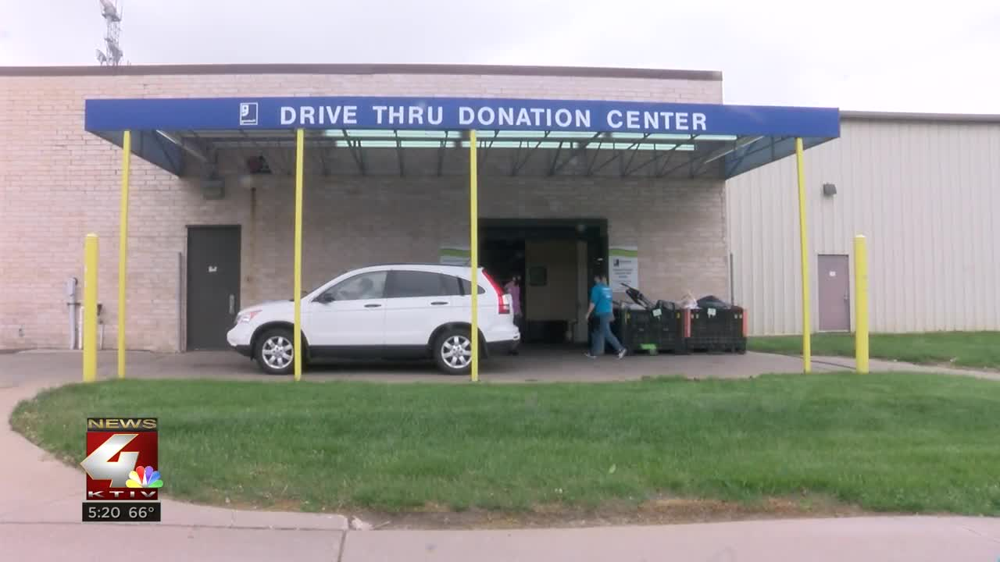 g DRIVE THRU DONATION CENTER
NEWS
4
KTIV
5:20 66°